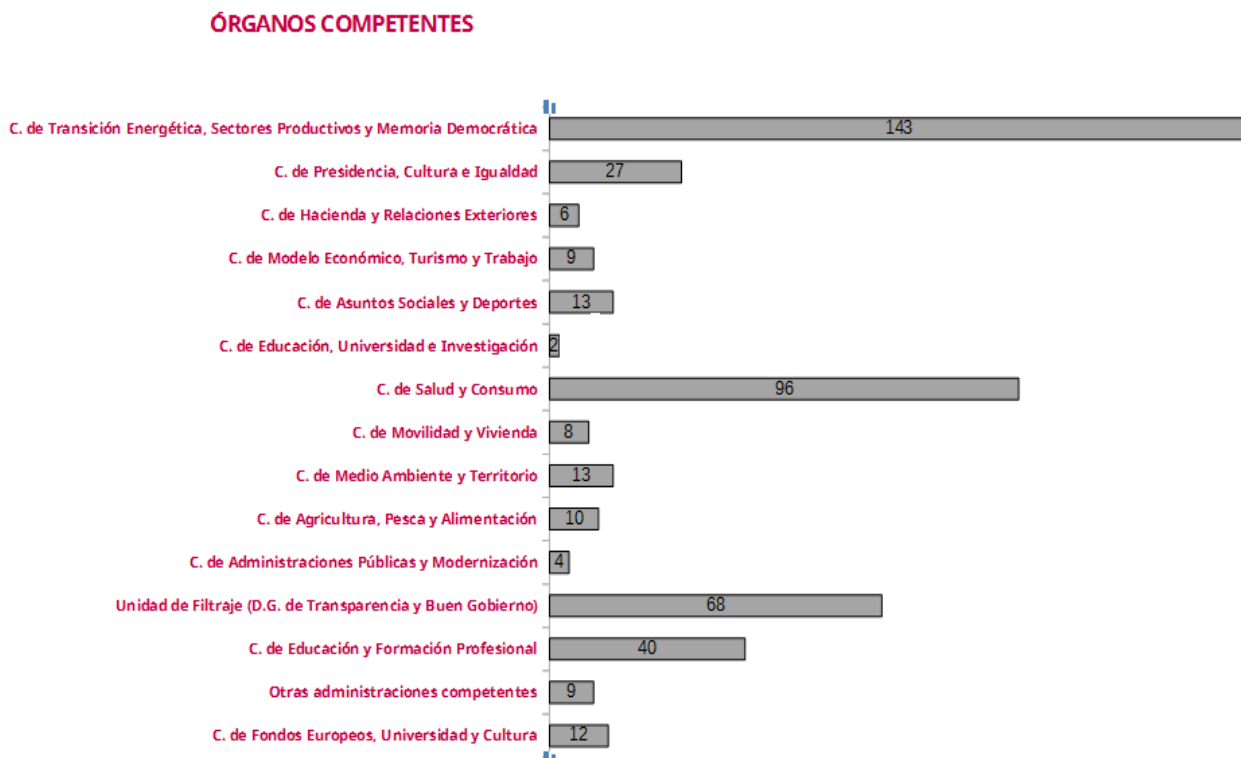 ÓRGANOS COMPETENTES
C. de Transición Energética, Sectores Productivos y Memoria Democrática 143
C. de Presidencia, Cultura e Igualdad 27
C. de Hacienda y Relaciones Exteriores 6
C. de Modelo Económico, Turismo y Trabajo 9
C. de Asuntos Sociales y Deportes 13
C. de Educación, Universidad e Investigación 2
C. de Salud y Consumo 96
C. de Movilidad y Vivienda 8
C. de Medio Ambiente y Territorio 13
C. de Agricultura, Pesca y Alimentación 10
C. de Administraciones Públicas y Modernización 4
Unidad de Filtraje (D.G. de Transparencia y Buen Gobierno) 68
C. de Educación y Formación Profesional 40
Otras administraciones competentes 9
C. de Fondos Europeos, Universidad y Cultura 12